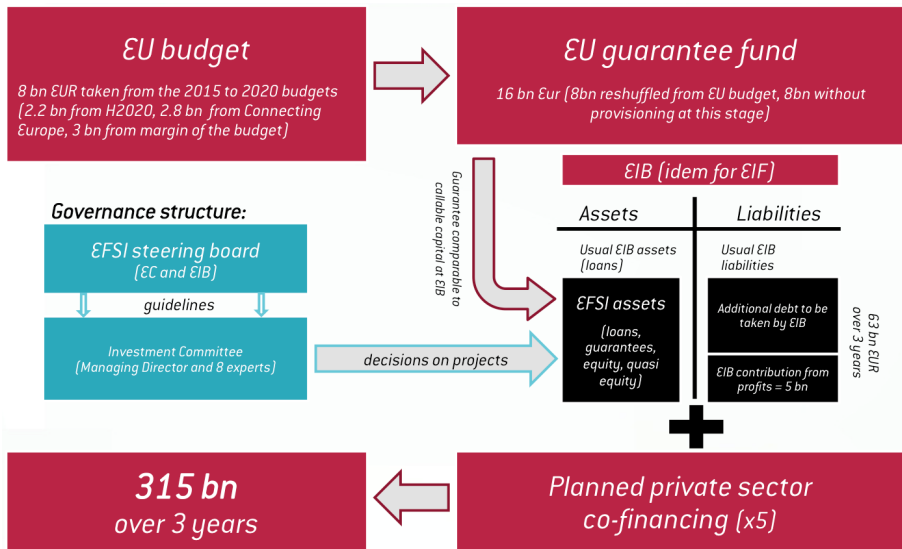 EU budget
8 bn EUR taken from the 2015 to 2020 budgets
(2.2 bn from H2020, 2.8 bn from Connecting
Europe, 3 bn from margin of the budget)
EU guarantee fund
16 bn Eur (8bn reshuffled from EU budget, 8bn without
provisioning at this stage)
Guarantee comparable to
callable capital at EIB
EIB (idem for EIF)
Assets
Liabilities
Usual EIB assets
(loans)
Usual EIB
liabilities
EFSI assets
(loans,
guarantees,
equity, quasi
equity)
Additional debt to be
taken by EIB
EIB contribution from
profits = 5 bn
63 bn EUR
over 3 years
Governance structure:
EFSI steering board
(EC and EIB)
guidelines
Investment Committee
(Managing Director and 8 experts)
decisions on projects
315 bn
over 3 years
Planned private sector
co-financing (x5)